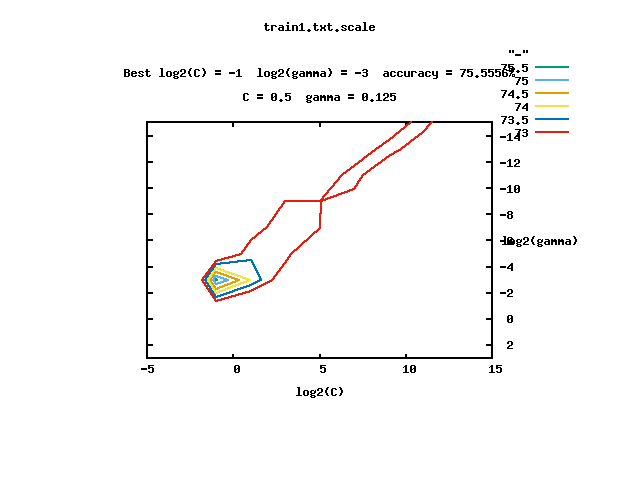 train1.txt.scale
"-"
Best log2(C) = -1 log2(gamma) = -3 accuracy = 75.5556%
75.5
75
C = 0.5 gamma = 0.125
74.5
74
73.5
73
-14
-12
-10
-8
-6
log2(gamma)
-4
-2
0
2
-5 0 5 10 15
log2(C)